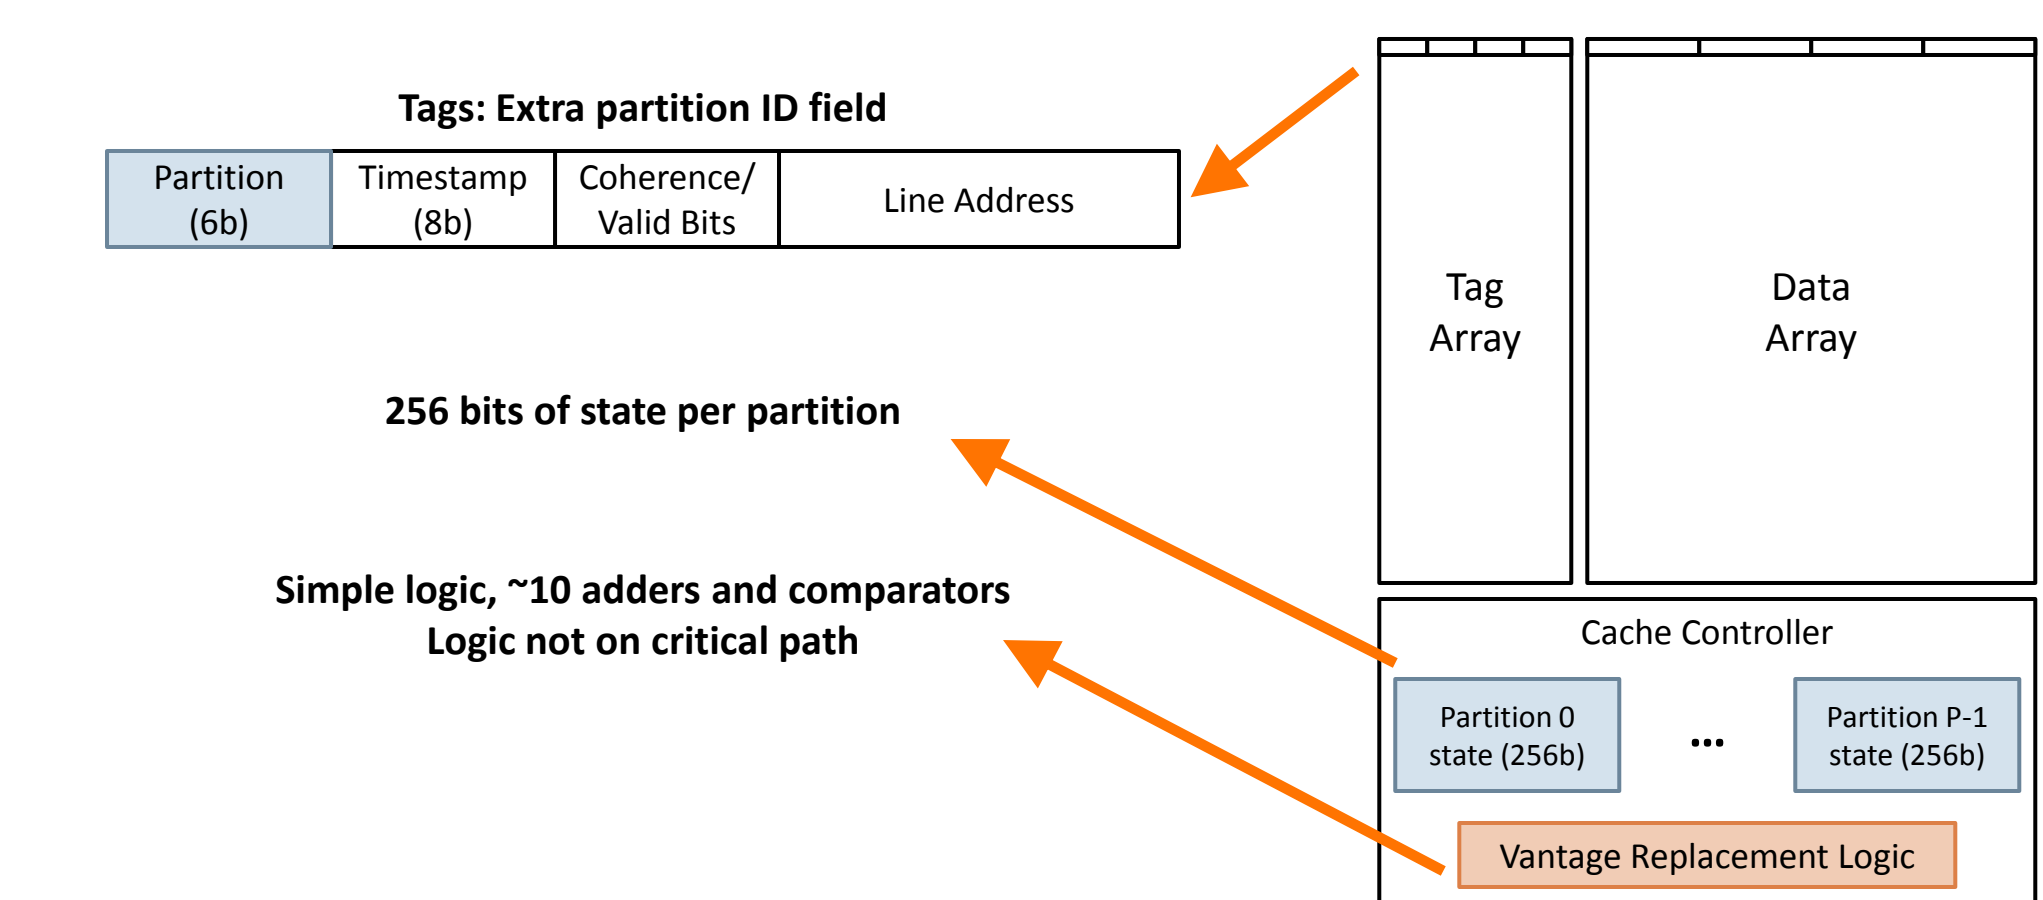 Tags: Extra partition ID field
Partition
(6b)
Timestamp
(8b)
Coherence/
Valid Bits
Line Address
256 bits of state per partition
Simple logic, ~10 adders and comparators
Logic not on critical path
Tag
Array
Data
Array
Cache Controller
Partition 0
state (256b)
...
Partition P-1
state (256b)
Vantage Replacement Logic